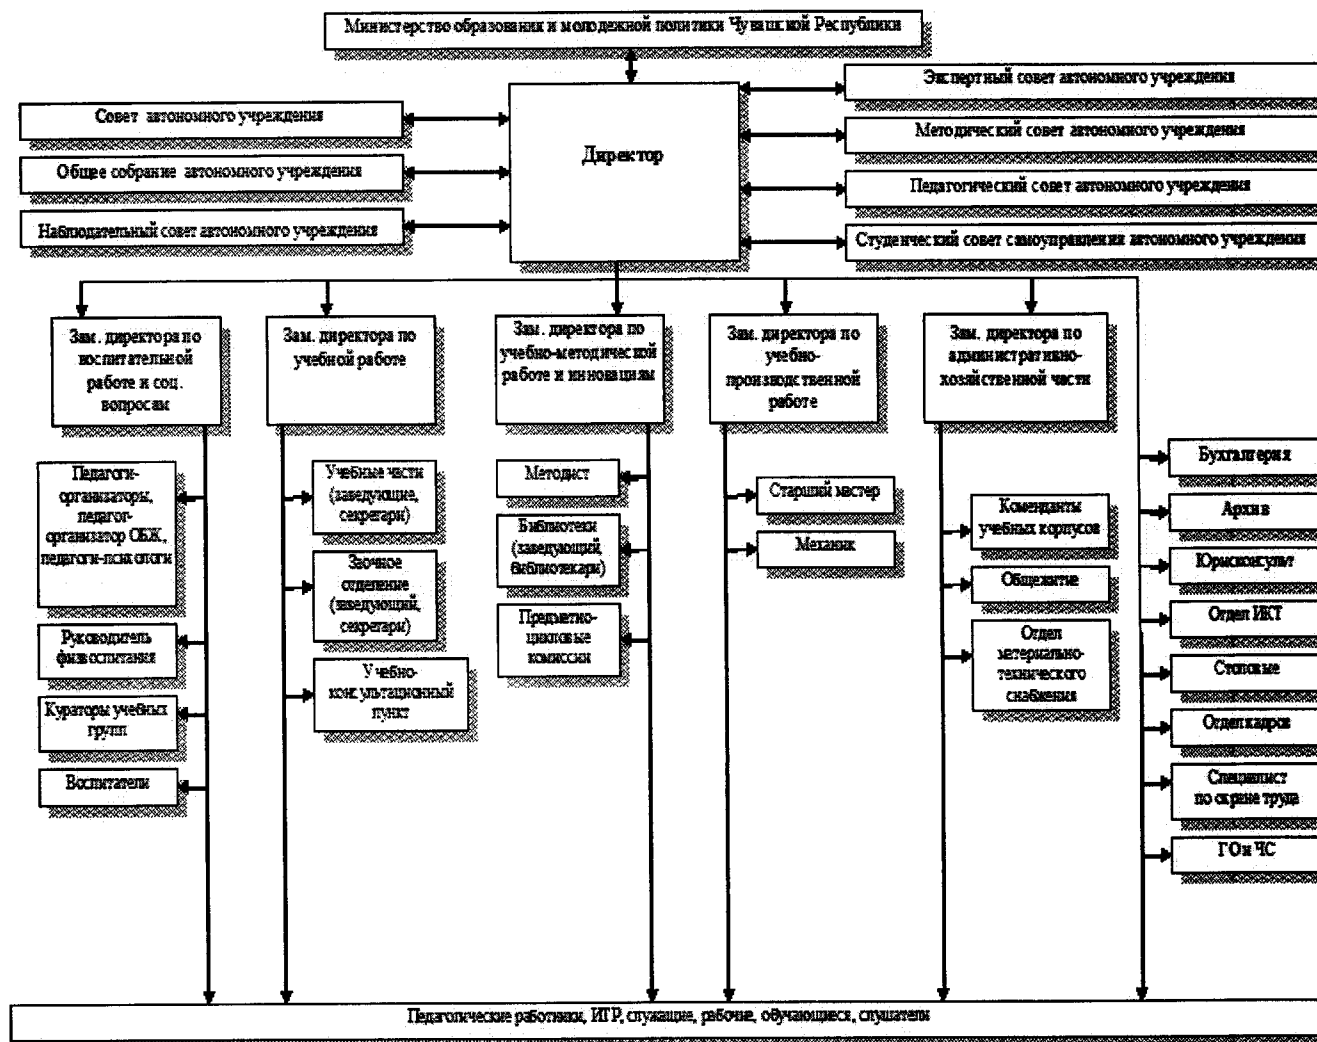 Министерство образования и молодежной политики Чувашской Республики
Экспертный совет автономного учреждения
Совет автономного учреждения
Методический совет автономного учреждения
Директор
Общее собрание автономного учреждения
Педагогический совет автономного учреждения
Наблюдательный совет автономного учреждения
Студенческий совет самоуправления автономного учреждения
Зам. директора по
воспитательной
работе и соц.
вопросам
Зам. директора по
учебной работе
Зам. директора по
учебно-методической
работе и инновациям
Зам. директора по
учебно-
производственной
работе
Зам. директора по
административно-
хозяйственной части
Педагоги-
организаторы,
педагог-
организатор ОБЖ,
педагоги-психологи
Руководитель
физвоспитания
Кураторы учебных
групп
Воспитатели
Учебные части
(заведующие,
секретари)
Заочное
отделение
(заведующий,
секретари)
Учебно-
консультационный
пункт
Методист
Библиотеки
(заведующий,
библиотекари)
Предметно-
цикловые
комиссии
Старший мастер
Механик
Коменданты
учебных корпусов
Общежитие
Отдел
материально-
технического
снабжения
Бухгалтерия
Архив
Юрисконсульт
Отдел ИКТ
Столовые
Отдел кадров
Специалист
по охране труда
ГО и ЧС
Педагогические работники, ИТР, служащие, рабочие, обучающиеся, слушатели